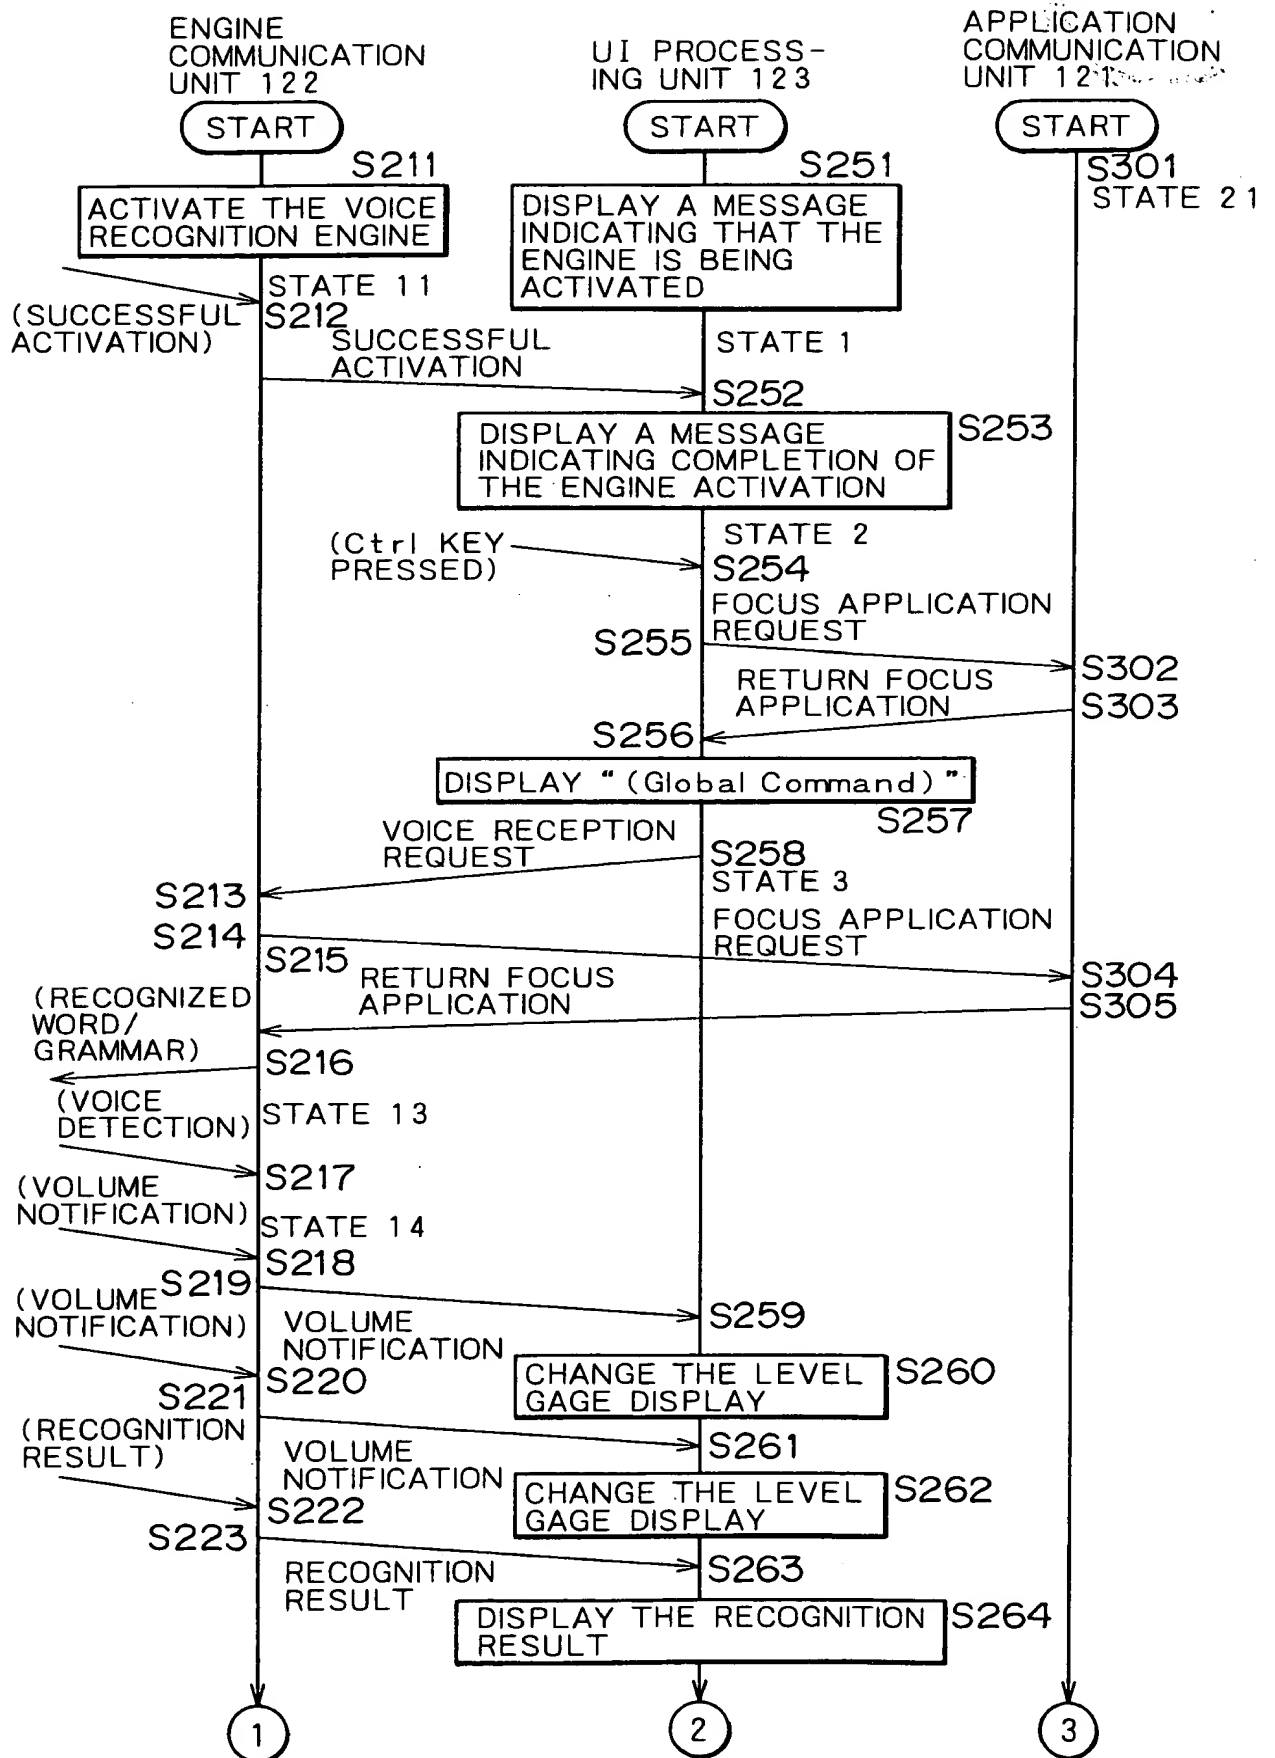 ENGINE
COMMUNICATION
UNIT 122
UI PROCESS-
ING UNIT 123
APPLICATION
COMMUNICATION
UNIT 121
START
START
START
S211
S251
S301
STATE 21
ACTIVATE THE VOICE
RECOGNITION ENGINE
DISPLAY A MESSAGE
INDICATING THAT THE
ENGINE IS BEING
ACTIVATED
STATE 11
(SUCCESSFUL
ACTIVATION)
S212
SUCCESSFUL
ACTIVATION
STATE 1
S252
DISPLAY A MESSAGE
INDICATING COMPLETION OF
THE ENGINE ACTIVATION
S253
STATE 2
(Ctrl KEY
PRESSED)
S254
FOCUS APPLICATION
REQUEST
S255
S302
RETURN FOCUS
APPLICATION
S303
S256
DISPLAY "(Global Command)"
S257
VOICE RECEPTION
REQUEST
S258
STATE 3
S213
FOCUS APPLICATION
REQUEST
S214
S215
S304
RETURN FOCUS
APPLICATION
S305
(RECOGNIZED
WORD/
GRAMMAR)
S216
(VOICE
DETECTION)
STATE 13
S217
(VOLUME
NOTIFICATION)
STATE 14
S218
S219
S259
(VOLUME
NOTIFICATION)
VOLUME
NOTIFICATION
CHANGE THE LEVEL
GAGE DISPLAY
S260
S220
S221
(RECOGNITION
RESULT)
S261
VOLUME
NOTIFICATION
CHANGE THE LEVEL
GAGE DISPLAY
S262
S222
S223
S263
RECOGNITION
RESULT
DISPLAY THE RECOGNITION
RESULT
S264
1
2
3